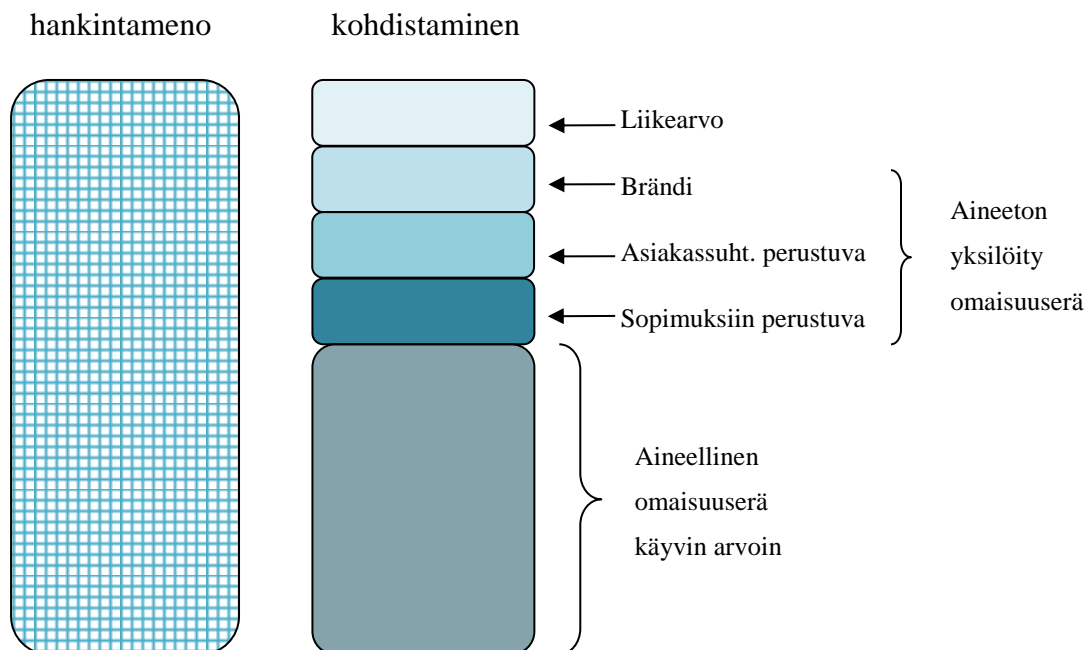 hankintameno
kohdistaminen
Liikearvo
Brändi
Asiakassuht. perustuva
Sopimuksiin perustuva
Aineeton
yksilöity
omaisuuserä
Aineellinen
omaisuuserä
käyvin arvoin